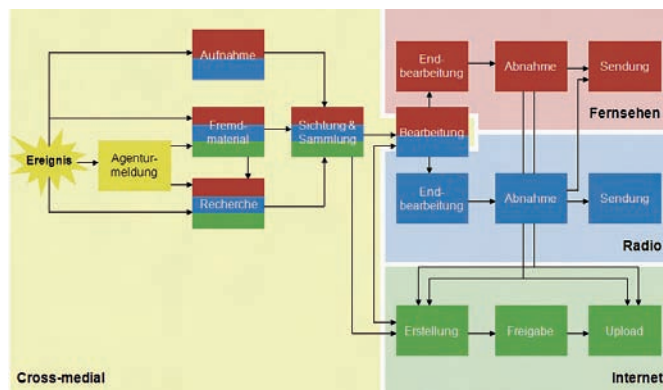 Aufnahme
Fremd-
material
Sichtung &
Sammlung
Ereignis
Agentur-
meldung
Recherche
Cross-medial
End-
bearbeitung
Abnahme
Sendung
Fernsehen
Bearbeitung
End-
bearbeitung
Abnahme
Sendung
Radio
Erstellung
Freigabe
Upload
Internet